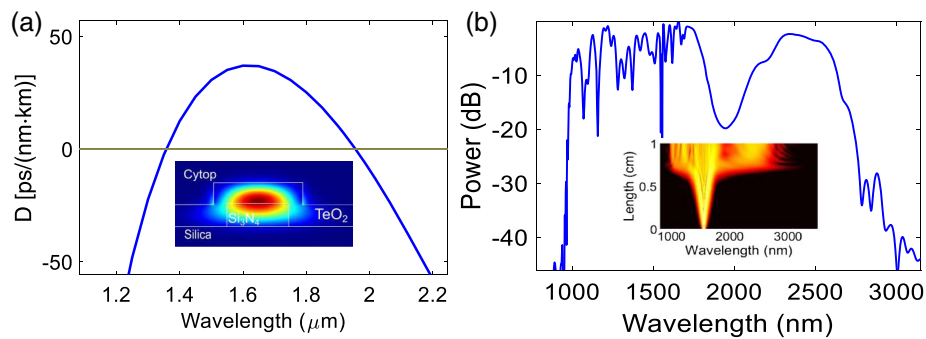 (a)
50
0
-50
D [ps/(nm·km)]
Cytop
Si3N4
TeO2
Silica
1.2 1.4 1.6 1.8 2 2.2
Wavelength (μm)
(b)
-10
-20
-30
-40
Power (dB)
1
0.5
0
Length (cm)
1000 2000 3000
Wavelength (nm)
1000 1500 2000 2500 3000
Wavelength (nm)